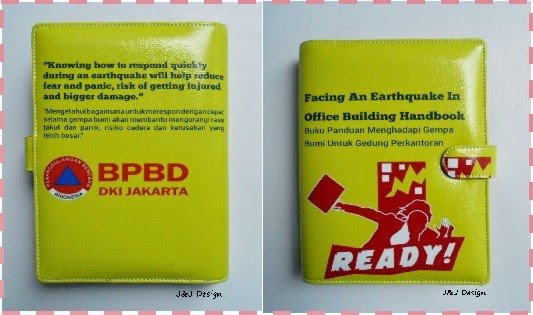 "Knowing how to respond quickly
during an earthquake will help reduce
fear and panic, risk of getting injured
and bigger damage."
"Mengetahui bagaimana untuk merespon dengan cepat
selama gempa bumi akan membantu mengurangi rasa
takut dan panik, risiko cedera dan kerusakan yang
lebih besar."
PENANGGULANGAN BENCANA
INDONESIA
BPBD
DKI JAKARTA
J&J Design
Facing An Earthquake In
Office Building Handbook
Buku Panduan Menghadapi Gempa
Bumi Untuk Gedung Perkantoran
READY!
J&J Design